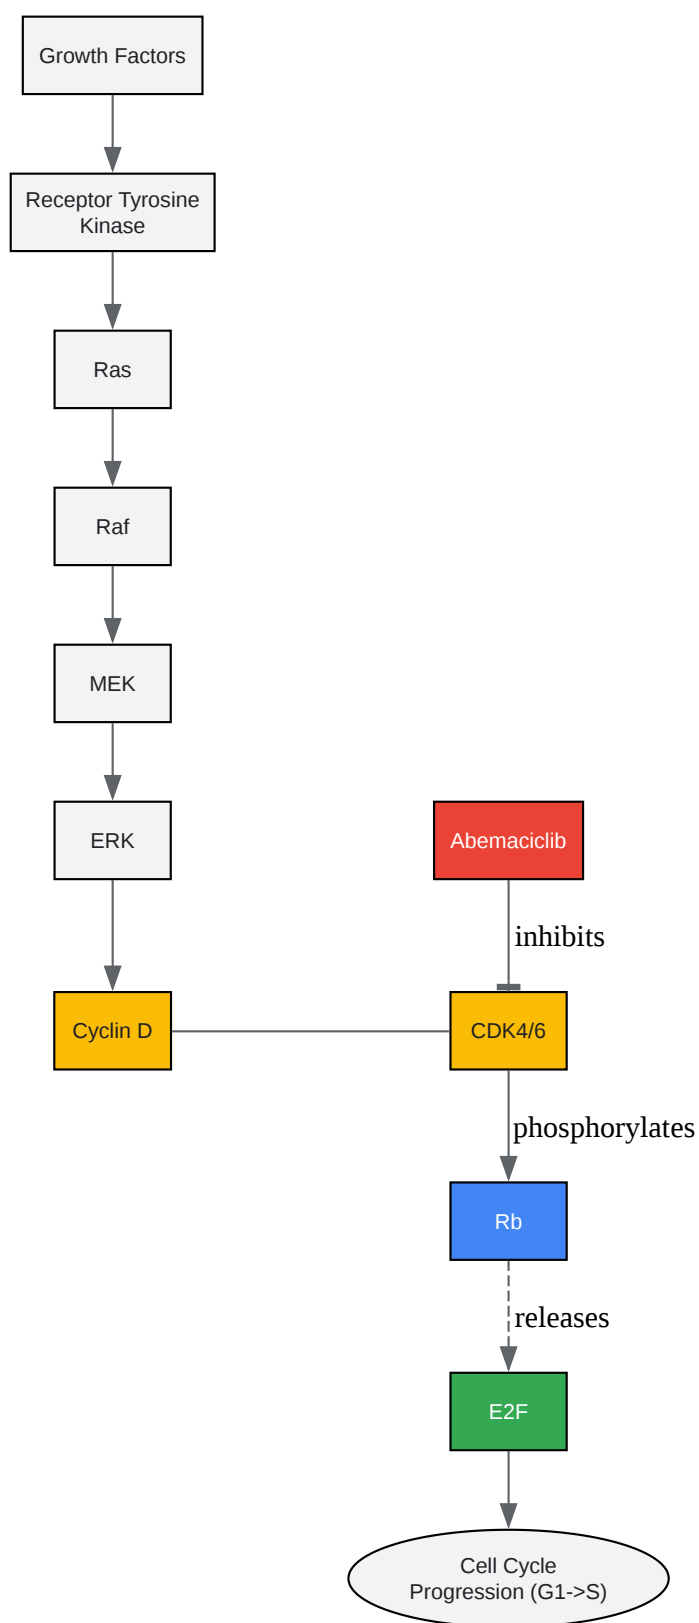 Growth Factors
Receptor Tyrosine
Kinase
Ras
Raf
MEK
ERK
Abemaciclib
inhibits
Cyclin D
CDK4/6
phosphorylates
Rb
releases
E2F
Cell Cycle
Progression (G1->S)